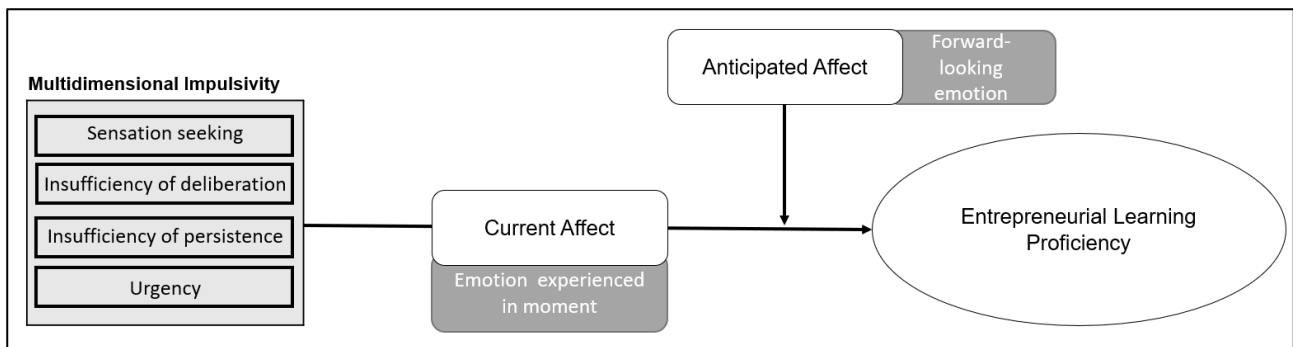 Multidimensional Impulsivity
Sensation seeking
Insufficiency of deliberation
Insufficiency of persistence
Urgency
Current Affect
Emotion experienced
in moment
Anticipated Affect
Forward-
looking
emotion
Entrepreneurial Learning
Proficiency